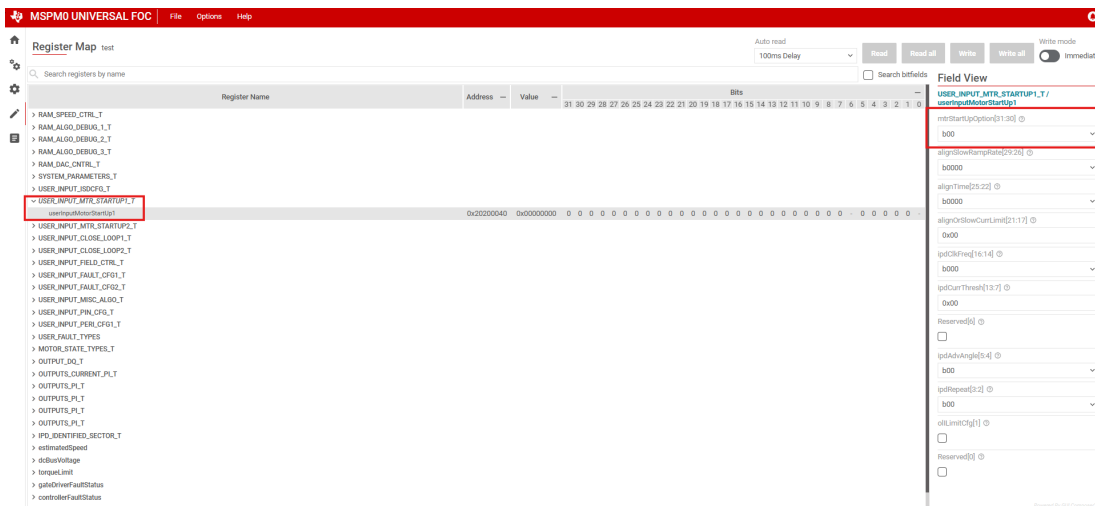 MSPM0 UNIVERSAL FOC File Options Help
Register Map test
Auto read
100ms Delay
Read Read all Write Write all
Write mode
Immediat
Search registers by name
Search bitfields
Register Name Address Value Bits
31 30 29 28 27 26 25 24 23 22 21 20 19 18 17 16 15 14 13 12 11 10 9 8 7 6 5 4 3 2 1 0
> RAM_SPEED_CTRL_T
> RAM_ALGO_DEBUG_1_T
> RAM_ALGO_DEBUG_2_T
> RAM_ALGO_DEBUG_3_T
> RAM_DAC_CNTRL_T
> SYSTEM_PARAMETERS_T
> USER_INPUT_ISDCFG_T
USER_INPUT_MTR_STARTUP1_T
userInputMotorStartUp1 0x20200040 0x00000000 0 0 0 0 0 0 0 0 0 0 0 0 0 0 0 0 0 0 0 0 0 0 0 0 0 - 0 0 0 0 0 -
> USER_INPUT_MTR_STARTUP2_T
> USER_INPUT_CLOSE_LOOP1_T
> USER_INPUT_CLOSE_LOOP2_T
> USER_INPUT_FIELD_CTRL_T
> USER_INPUT_FAULT_CFG1_T
> USER_INPUT_FAULT_CFG2_T
> USER_INPUT_MISC_ALGO_T
> USER_INPUT_PIN_CFG_T
> USER_INPUT_PERI_CFG1_T
> USER_FAULT_TYPES
> MOTOR_STATE_TYPES_T
> OUTPUT_DQ_T
> OUTPUTS_CURRENT_PI_T
> OUTPUTS_PI_T
> OUTPUTS_PI_T
> OUTPUTS_PI_T
> OUTPUTS_PI_T
> IPD_IDENTIFIED_SECTOR_T
> estimatedSpeed
> dcBusVoltage
> torqueLimit
> gateDriverFaultStatus
> controllerFaultStatus
Field View
USER_INPUT_MTR_STARTUP1_T /
userInputMotorStartUp1
mtrStartUpOption[31:30]
b00
alignSlowRampRate[29:26]
b0000
alignTime[25:22]
b0000
alignOrSlowCurrLimit[21:17]
0x00
ipdClkFreq[16:14]
b000
ipdCurrThresh[13:7]
0x00
Reserved[6]
ipdAdvAngle[5:4]
b00
ipdRepeat[3:2]
b00
olILimitCfg[1]
Reserved[0]